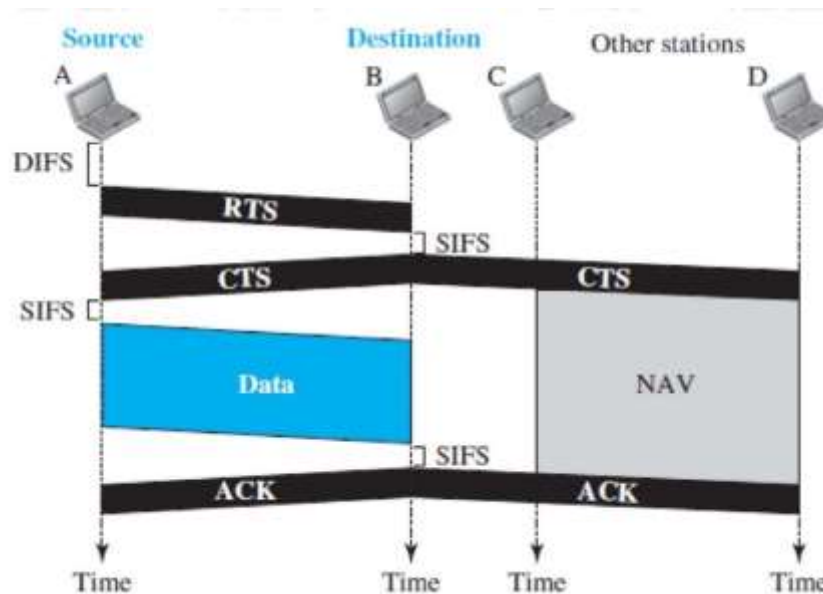 Source
Destination
Other stations
A
B
C
D
DIFS
RTS
SIFS
CTS
CTS
SIFS
Data
NAV
SIFS
ACK
ACK
Time
Time
Time
Time